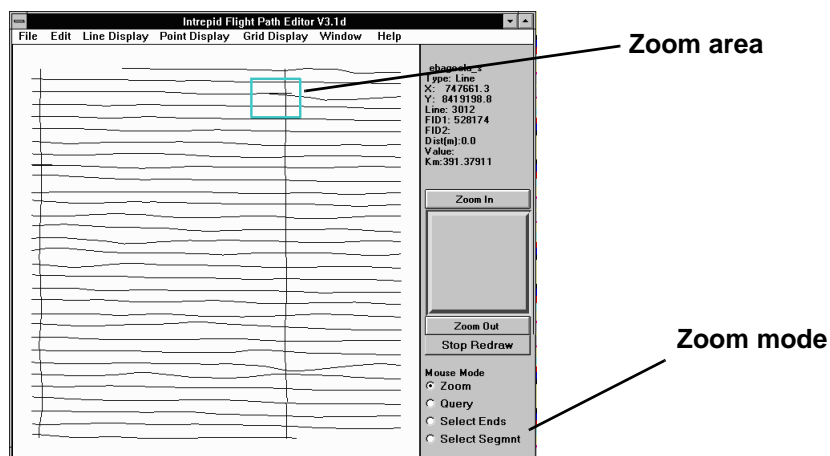 Intrepid Flight Path Editor V3.1d
File Edit Line Display Point Display Grid Display Window Help
Zoom area
ebagoola_s
Type: Line
X: 747661.3
Y: 8419198.8
Line: 3012
FID1: 528174
FID2:
Dist(m):0.0
Value:
Km:391.37911
Zoom In
Zoom Out
Stop Redraw
Zoom mode
Mouse Mode
Zoom
Query
Select Ends
Select Segmnt